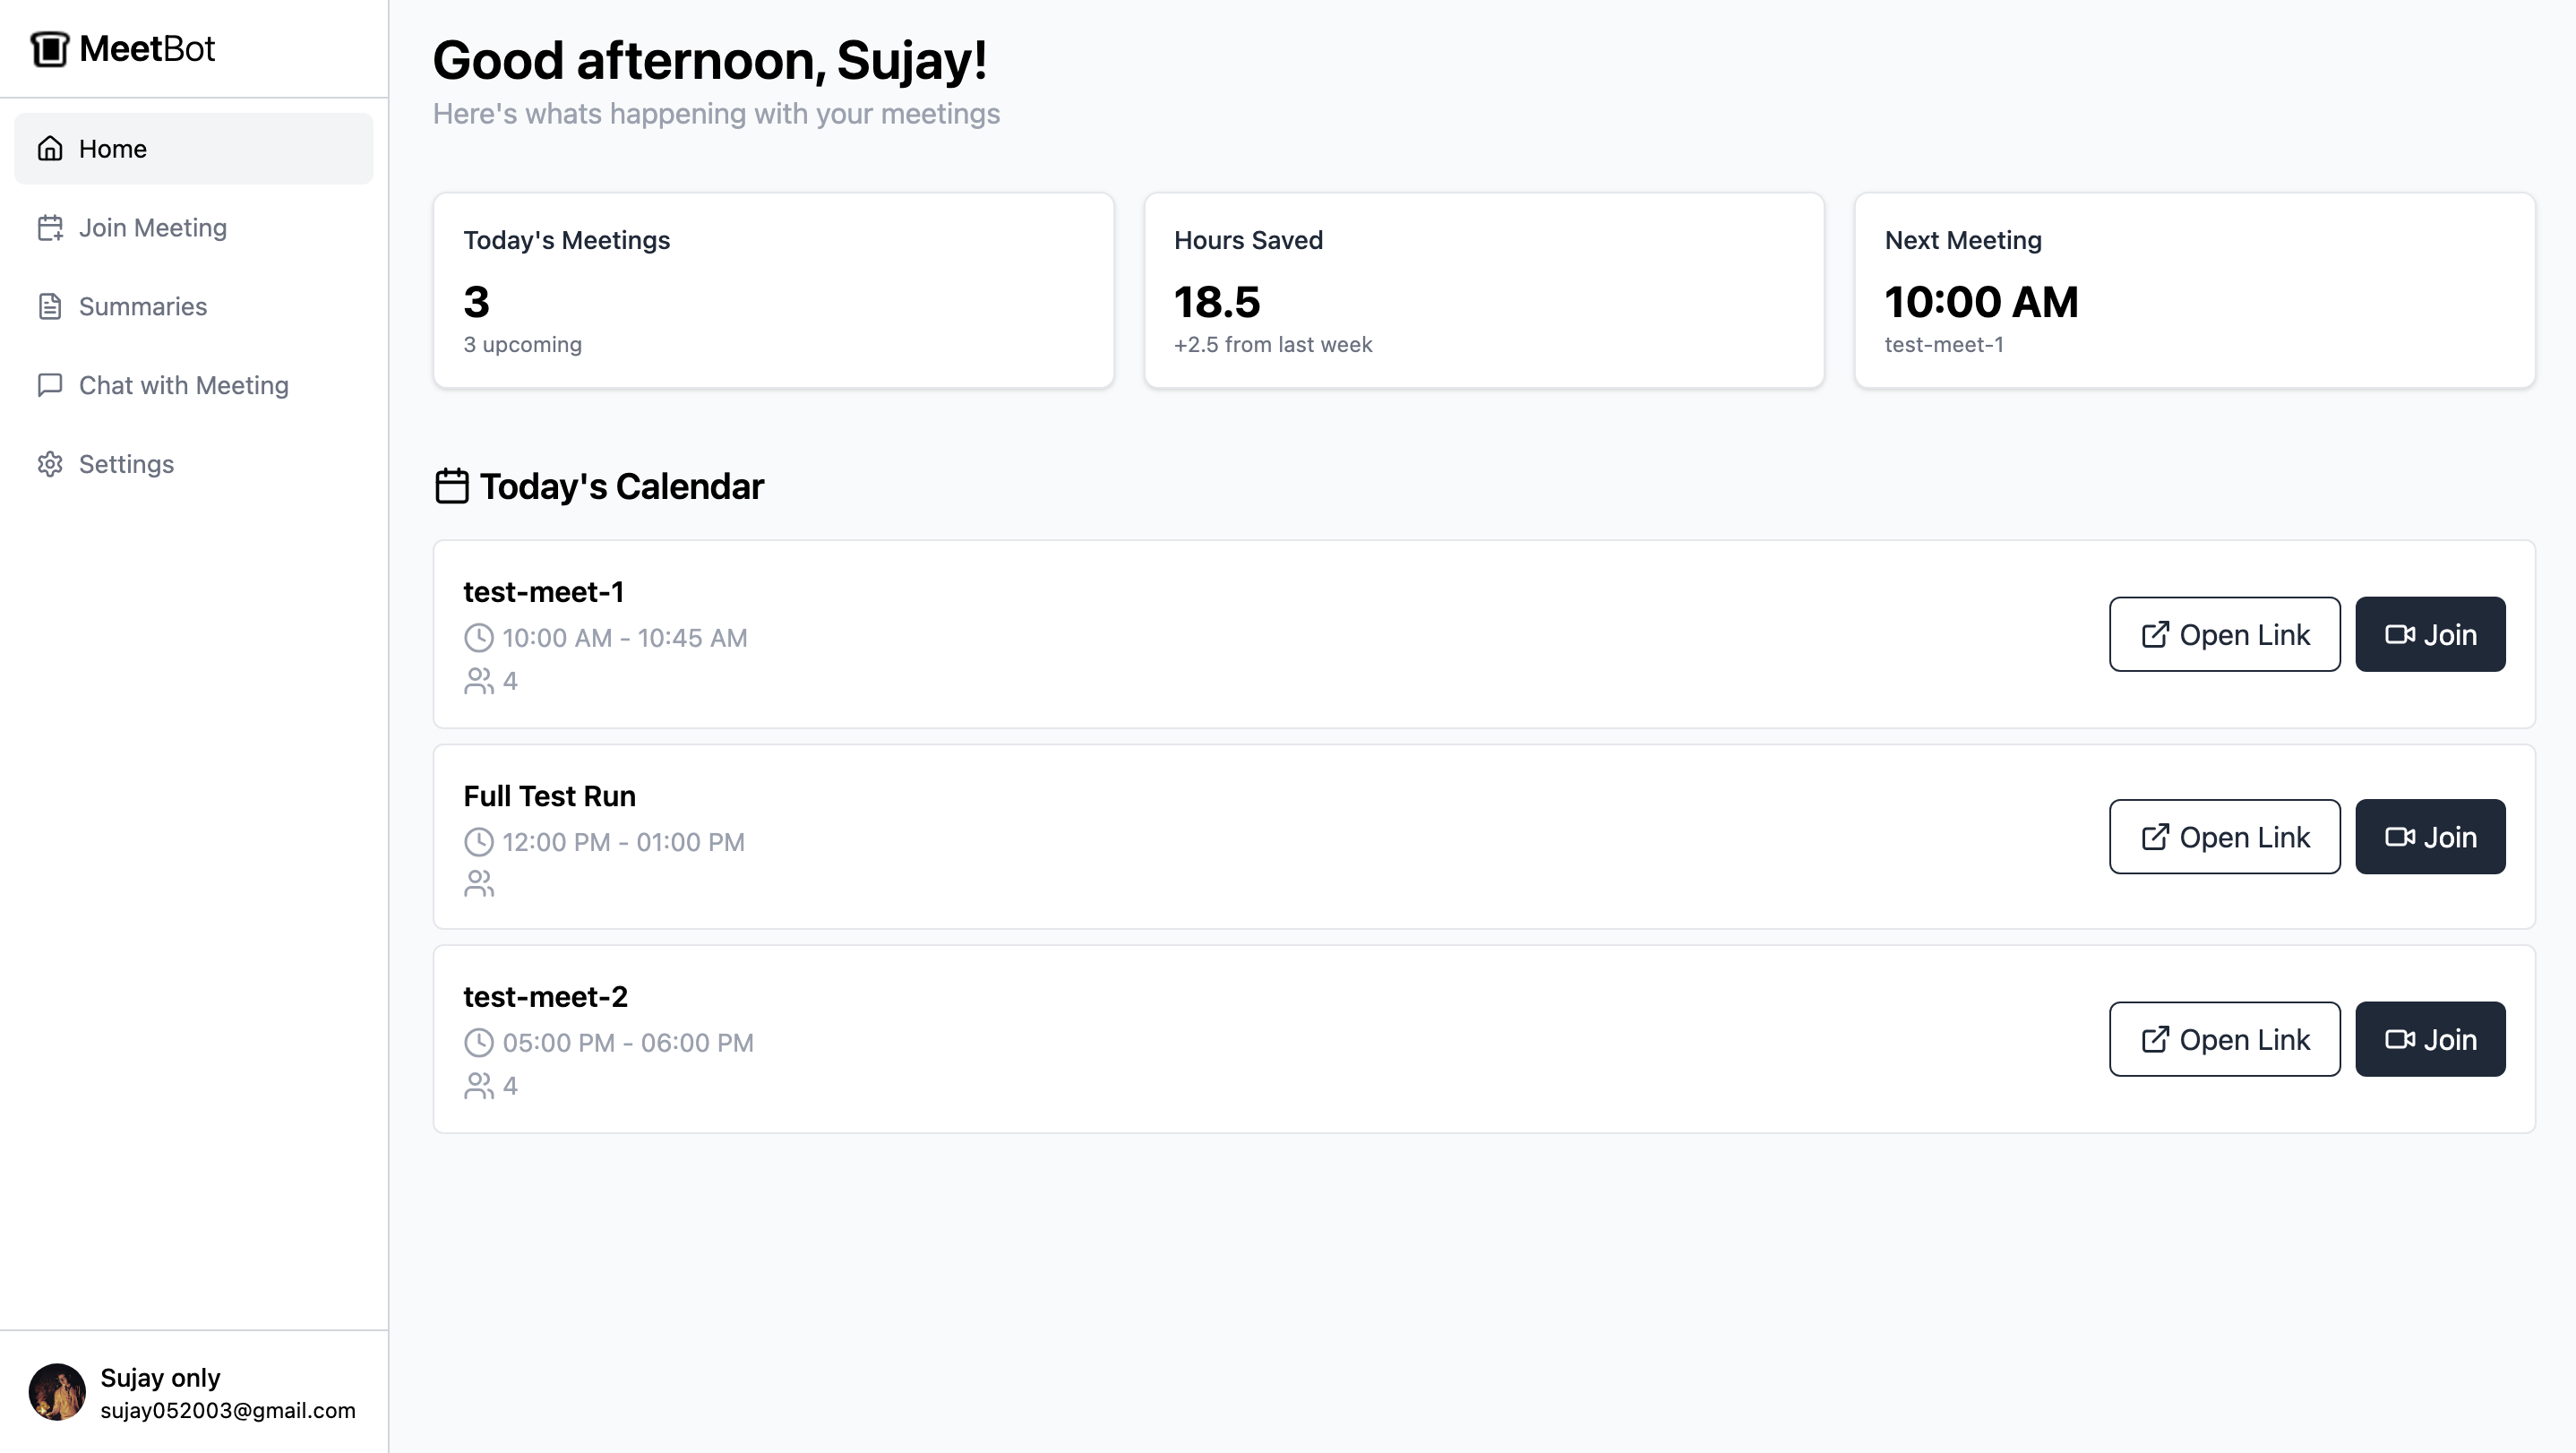 MeetBot
Home
Join Meeting
Summaries
Chat with Meeting
Settings
Sujay only
sujay052003@gmail.com
Good afternoon, Sujay!
Here's whats happening with your meetings
Today's Meetings
3
3 upcoming
Hours Saved
18.5
+2.5 from last week
Next Meeting
10:00 AM
test-meet-1
Today's Calendar
test-meet-1
10:00 AM - 10:45 AM
4
Open Link
Join
Full Test Run
12:00 PM - 01:00 PM
Open Link
Join
test-meet-2
05:00 PM - 06:00 PM
4
Open Link
Join